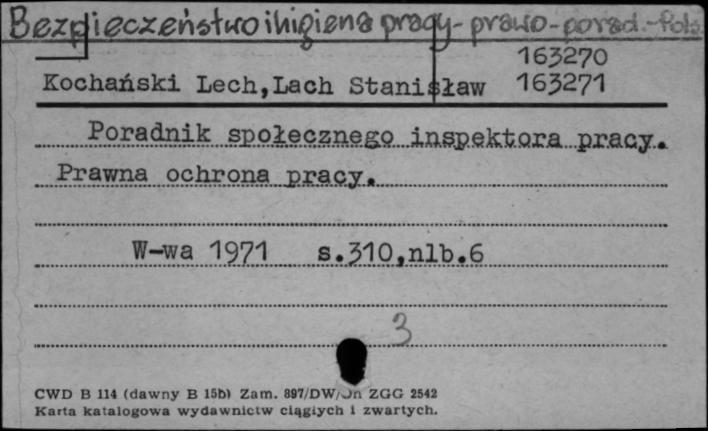 Bezpieczeństwo i higiena pracy - prawo - porad. - Pols
163270
Kochański Lech, Lach Stanisław 163271
Poradnik społecznego inspektora pracy.
Prawna ochrona pracy.
W-wa 1971 s.310,nlb.6
3
CWD B 114 (dawny B 15b) Zam. 897/DW/Jn ZGG 2542
Karta katalogowa wydawnictw ciągłych i zwartych.